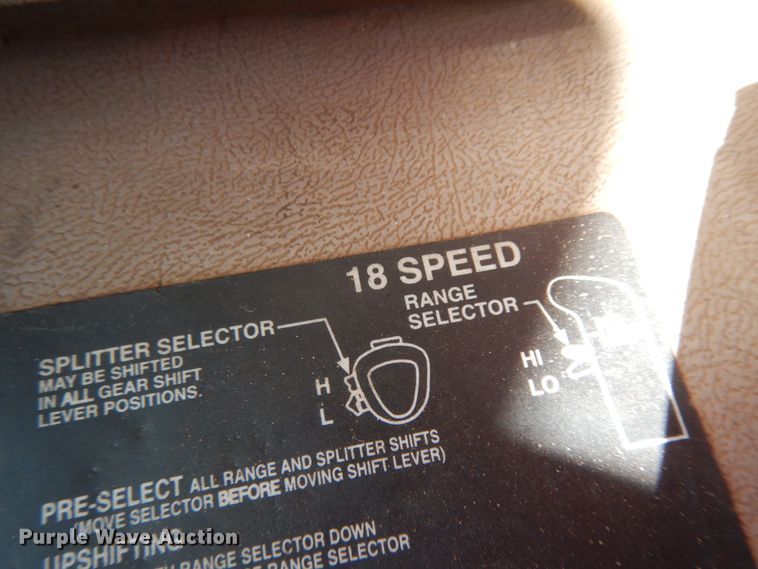 18 SPEED
SPLITTER SELECTOR
MAY BE SHIFTED
IN ALL GEAR SHIFT
LEVER POSITIONS.
H
L
RANGE
SELECTOR
HI
LO
PRE-SELECT ALL RANGE AND SPLITTER SHIFTS
(MOVE SELECTOR BEFORE MOVING SHIFT LEVER)
UPSHIFTING
RANGE SELECTOR DOWN
RANGE SELECTOR
Purple Wave Auction